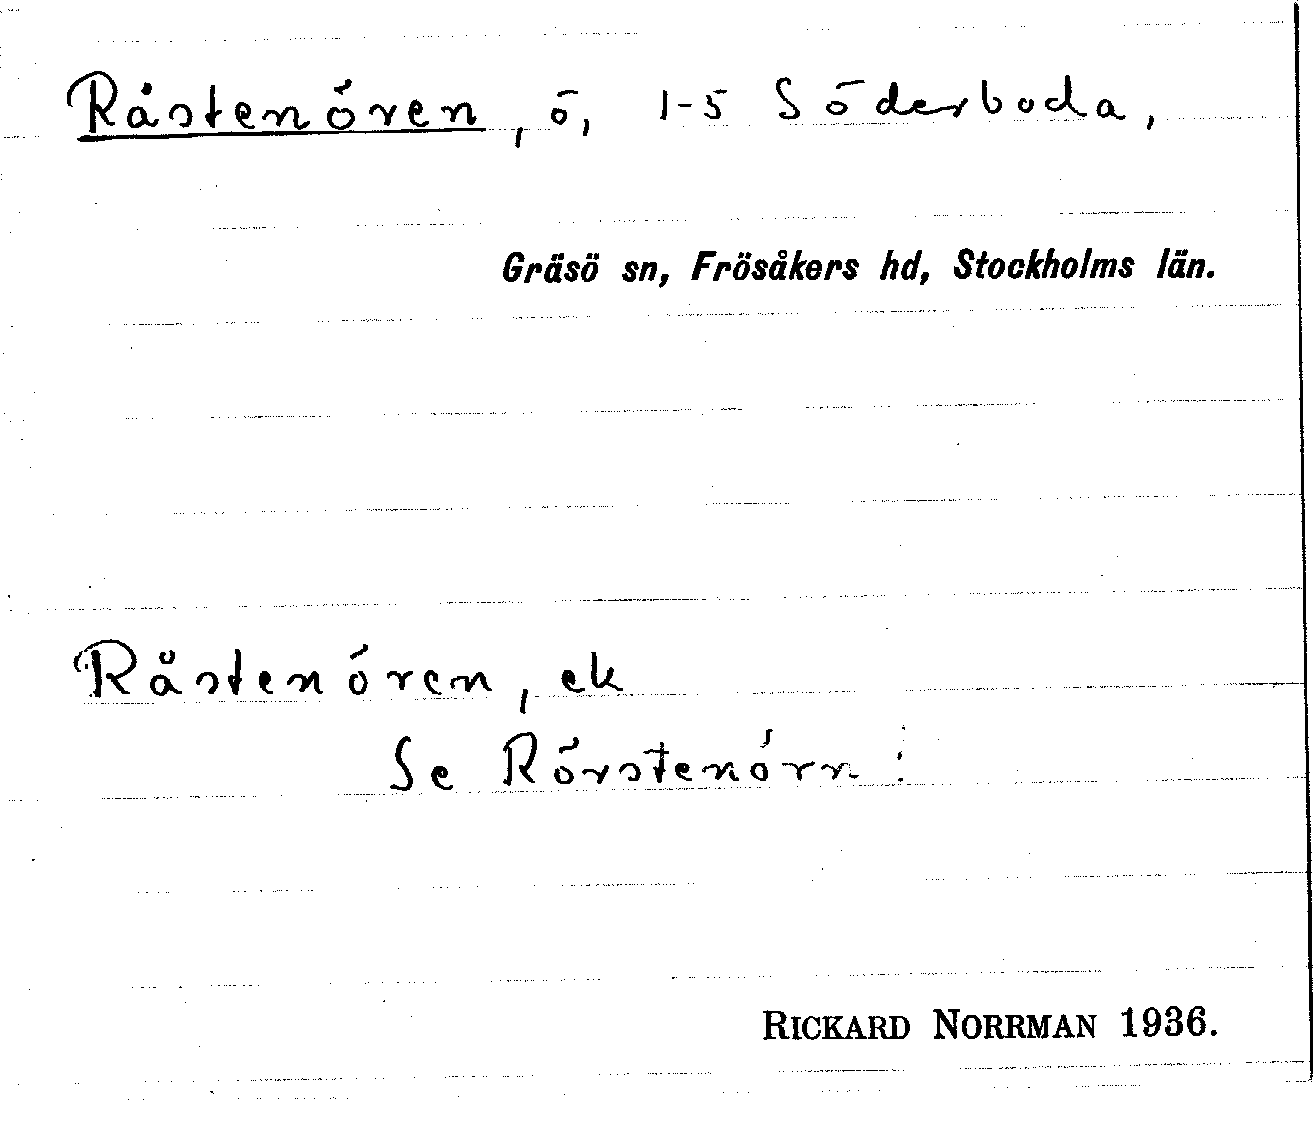 Råstenören, ö, 1-5 Söderboda,
Gräsö sn, Frösåkers hd, Stockholms län.
Råstenören, ek
Se Rörstenörn!
RICKARD NORRMAN 1936.